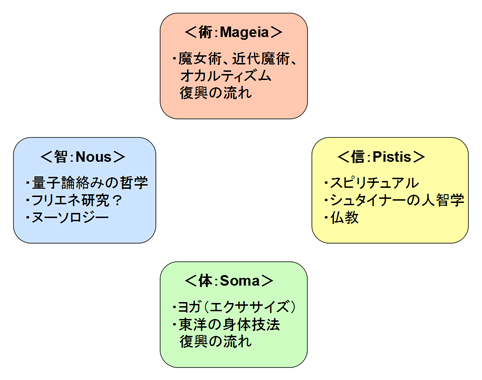 ＜術：Mageia＞
・魔女術、近代魔術、
オカルティズム
復興の流れ
＜智：Nous＞
・量子論絡みの哲学
・フリエネ研究？
・ヌーソロジー
＜信：Pistis＞
・スピリチュアル
・シュタイナーの人智学
・仏教
＜体：Soma＞
・ヨガ（エクササイズ）
・東洋の身体技法
復興の流れ